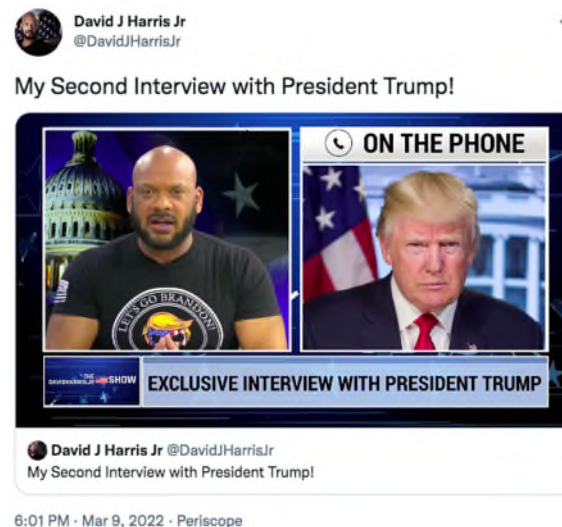 David J Harris Jr
@DavidJHarrisJr
My Second Interview with President Trump!
ON THE PHONE
LET'S GO BRANDON!
THE
DAVIDHARRISJR SHOW
EXCLUSIVE INTERVIEW WITH PRESIDENT TRUMP
David J Harris Jr @DavidJHarrisJr
My Second Interview with President Trump!
6:01 PM · Mar 9, 2022 · Periscope